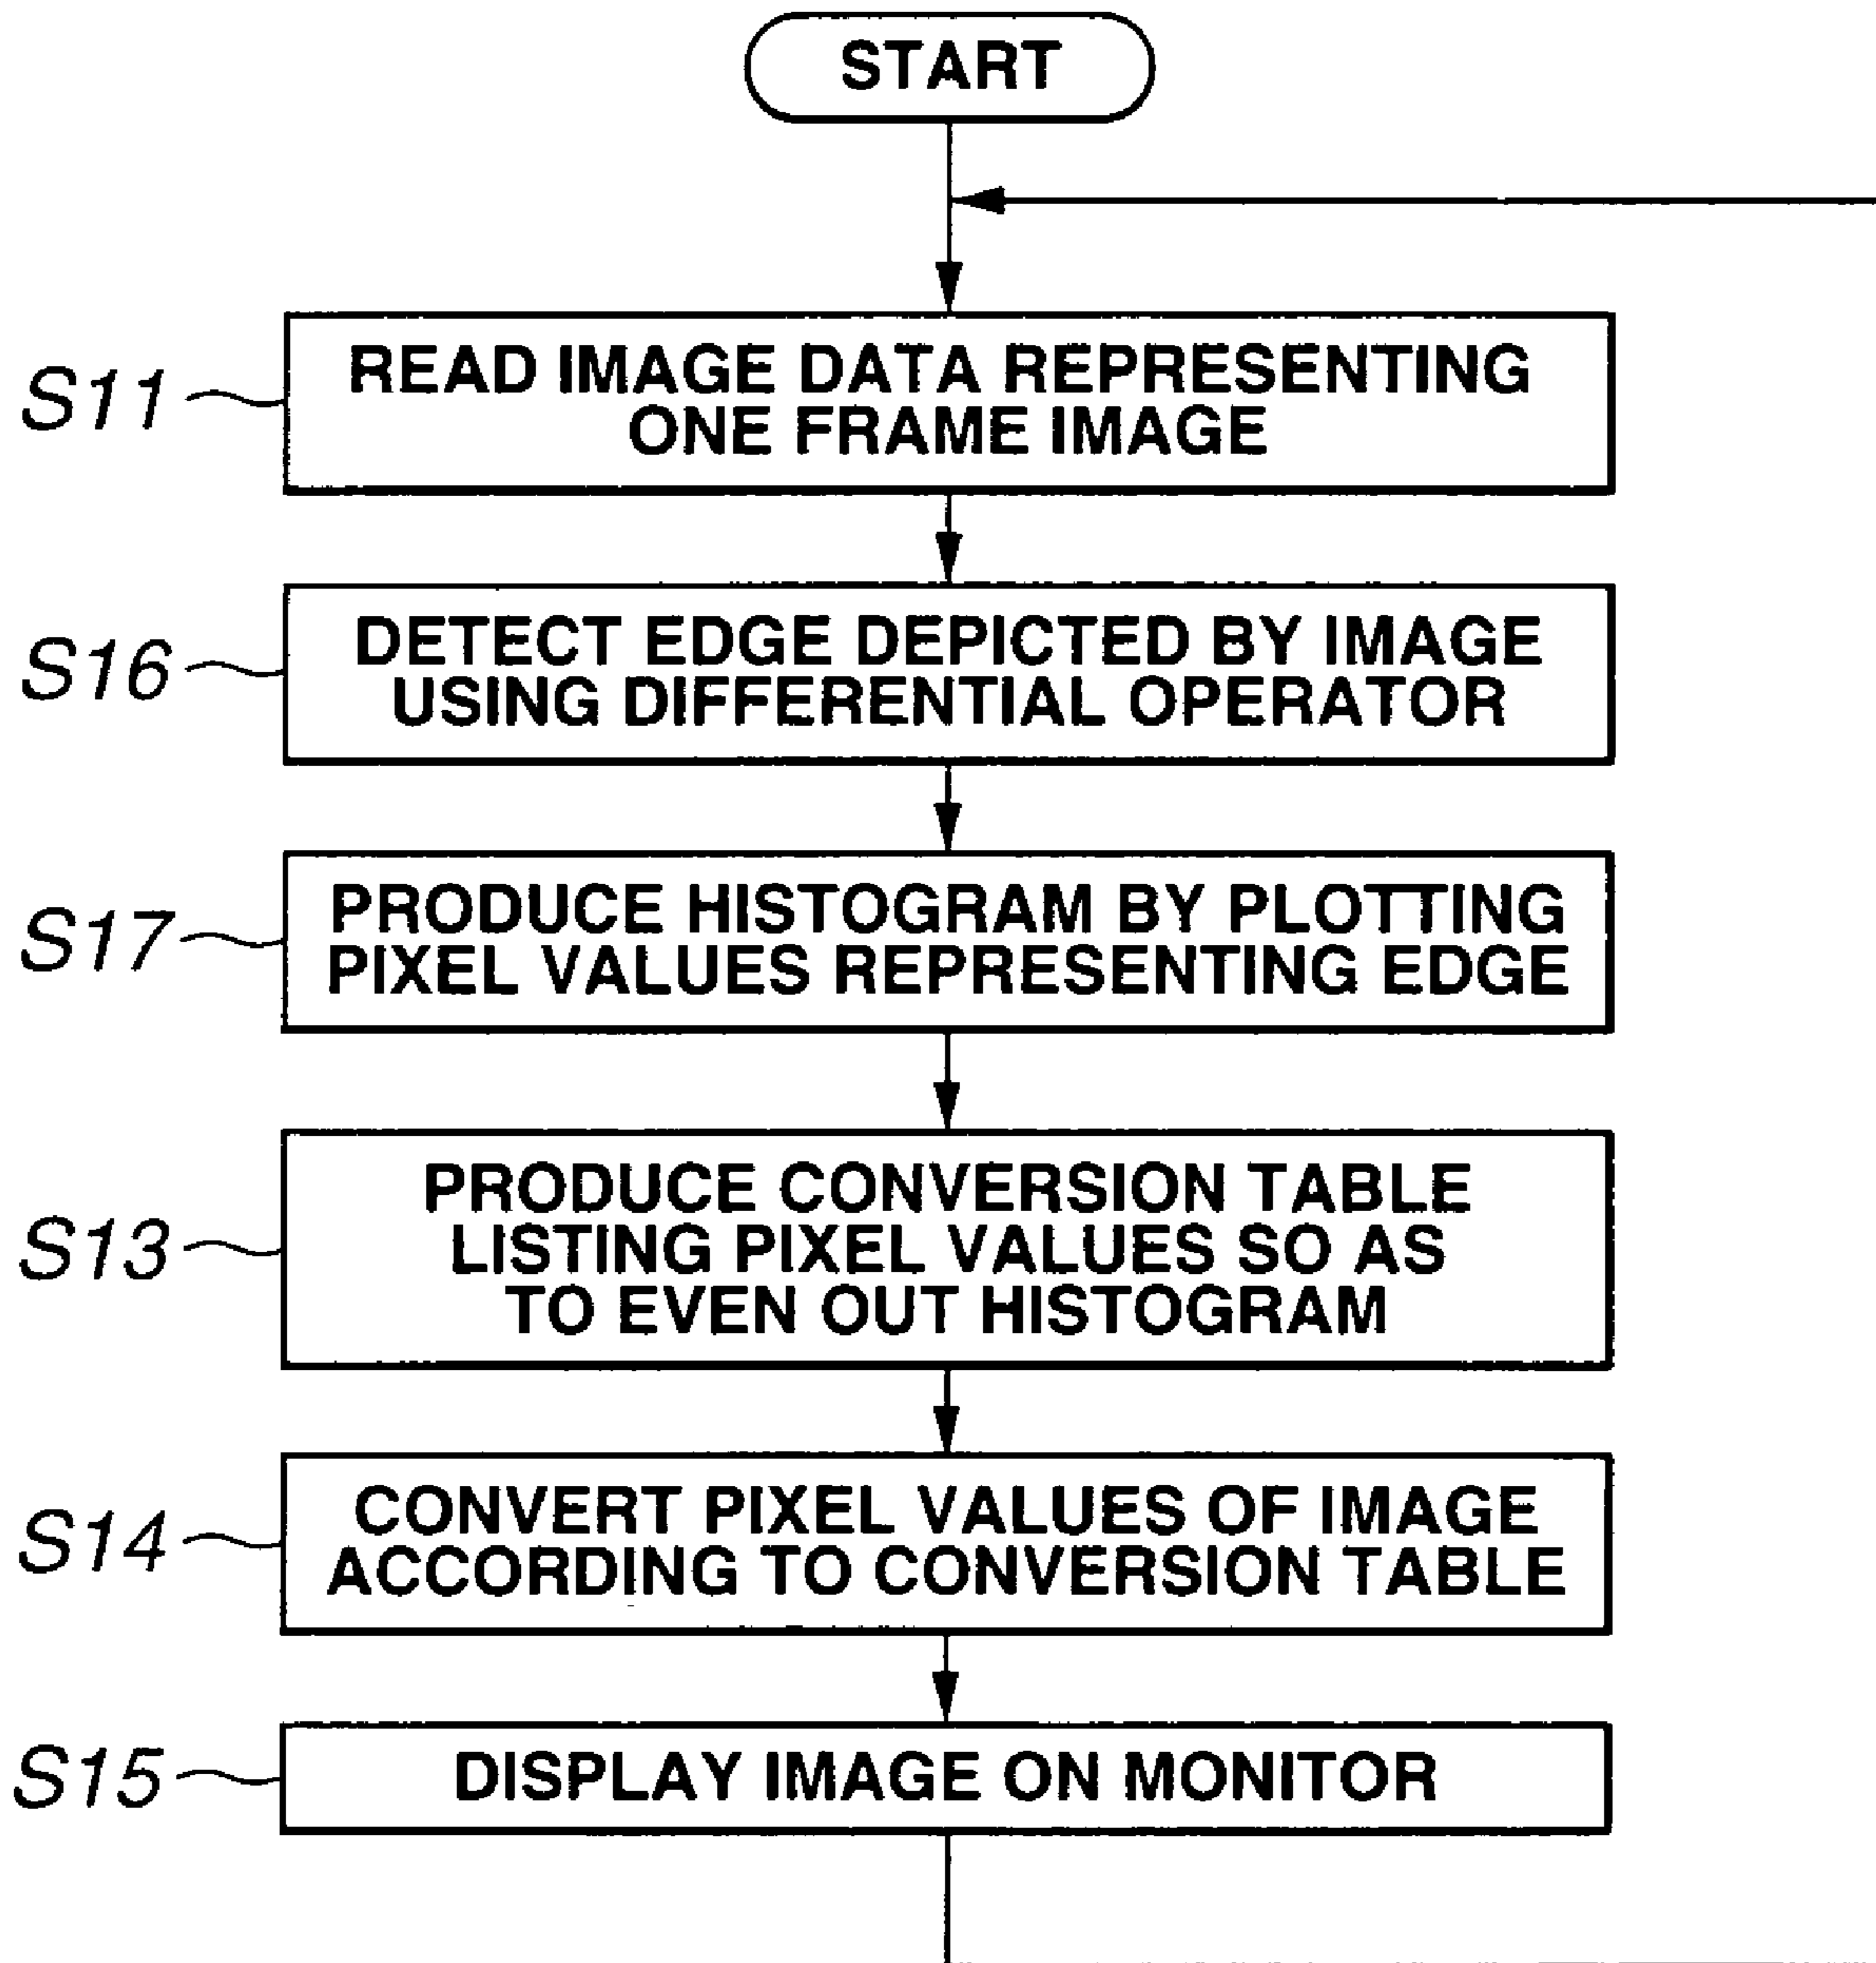 START
S11
READ IMAGE DATA REPRESENTING
ONE FRAME IMAGE
S16
DETECT EDGE DEPICTED BY IMAGE
USING DIFFERENTIAL OPERATOR
S17
PRODUCE HISTOGRAM BY PLOTTING
PIXEL VALUES REPRESENTING EDGE
S13
PRODUCE CONVERSION TABLE
LISTING PIXEL VALUES SO AS
TO EVEN OUT HISTOGRAM
S14
CONVERT PIXEL VALUES OF IMAGE
ACCORDING TO CONVERSION TABLE
S15
DISPLAY IMAGE ON MONITOR